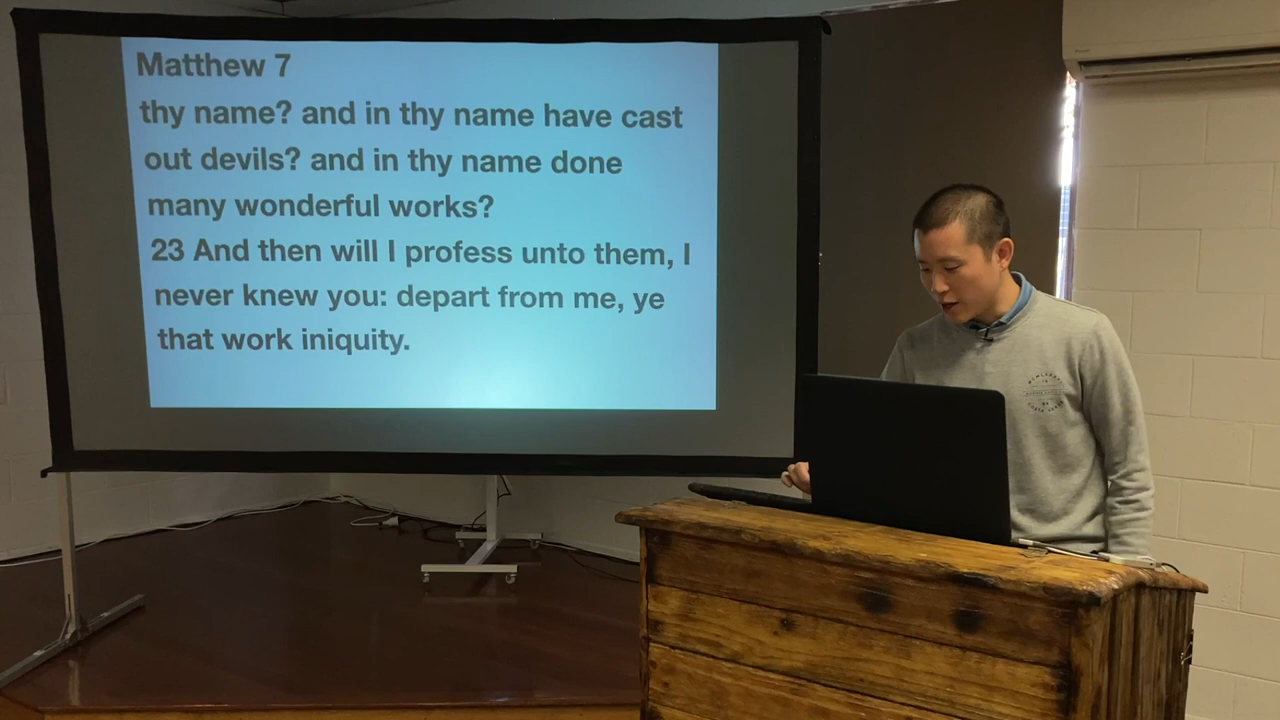 Matthew 7
thy name? and in thy name have cast
out devils? and in thy name done
many wonderful works?
23 And then will I profess unto them, I
never knew you: depart from me, ye
that work iniquity.